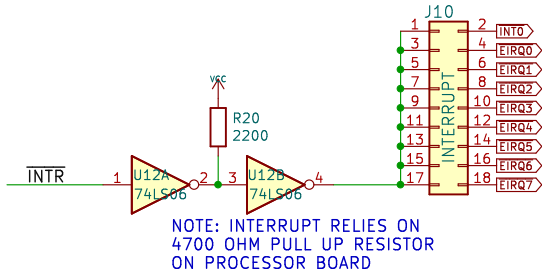 J10
1 2 INT0
3 4 EIRQ0
5 6 EIRQ1
7 8 EIRQ2
9 10 EIRQ3
11 12 EIRQ4
13 14 EIRQ5
15 16 EIRQ6
17 18 EIRQ7
INTERRUPT
VCC
R20
2200
INTR
1 U12A 2
74LS06
3 U12B 4
74LS06
NOTE: INTERRUPT RELIES ON
4700 OHM PULL UP RESISTOR
ON PROCESSOR BOARD